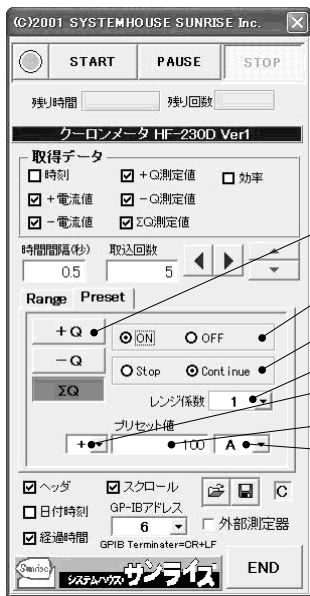 (C)2001 SYSTEMHOUSE SUNRISE Inc.
START PAUSE STOP
残り時間 残り回数
クーロンメータ HF-230D Ver1
取得データ
時刻 +Q測定値 効率
+電流値 -Q測定値
-電流値 ΣQ測定値
時間間隔(秒) 取込回数
0.5 5
Range Preset
+Q ON OFF
-Q Stop Continue
ΣQ レンジ係数 1
プリセット値
+ 100 A
ヘッダ スクロール C
日付時刻 GP-IBアドレス 外部測定器
経過時間 6
GPIB Terminater=CR+LF
Sunrise システムハウス サンライズ END